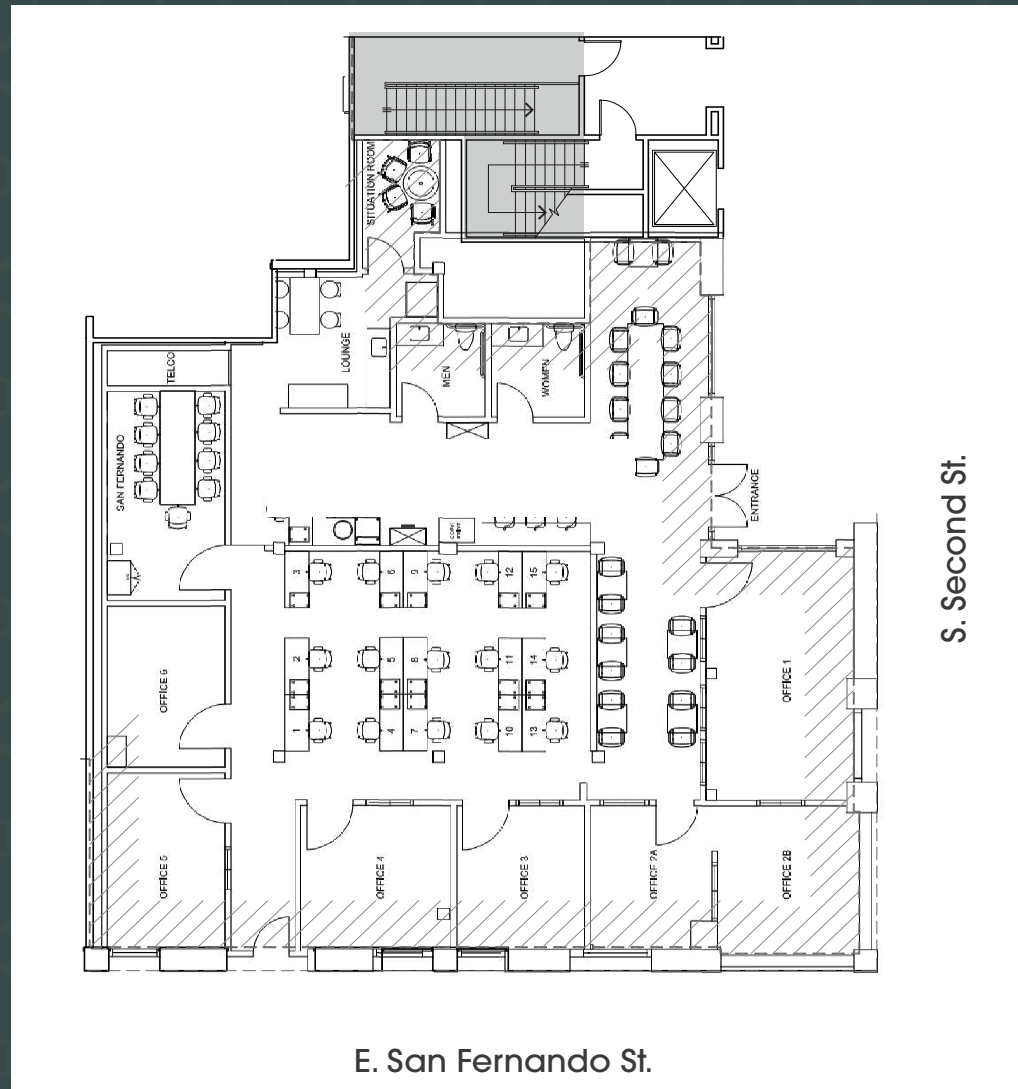 SITUATION ROOM
LOUNGE
MEN
WOMEN
TELCO
SAN FERNANDO
ENTRANCE
S. Second St.
3
6
9
12
15
2
5
8
11
14
1
4
7
10
13
OFFICE 6
OFFICE 1
OFFICE 5
OFFICE 4
OFFICE 3
OFFICE 2A
OFFICE 2B
E. San Fernando St.